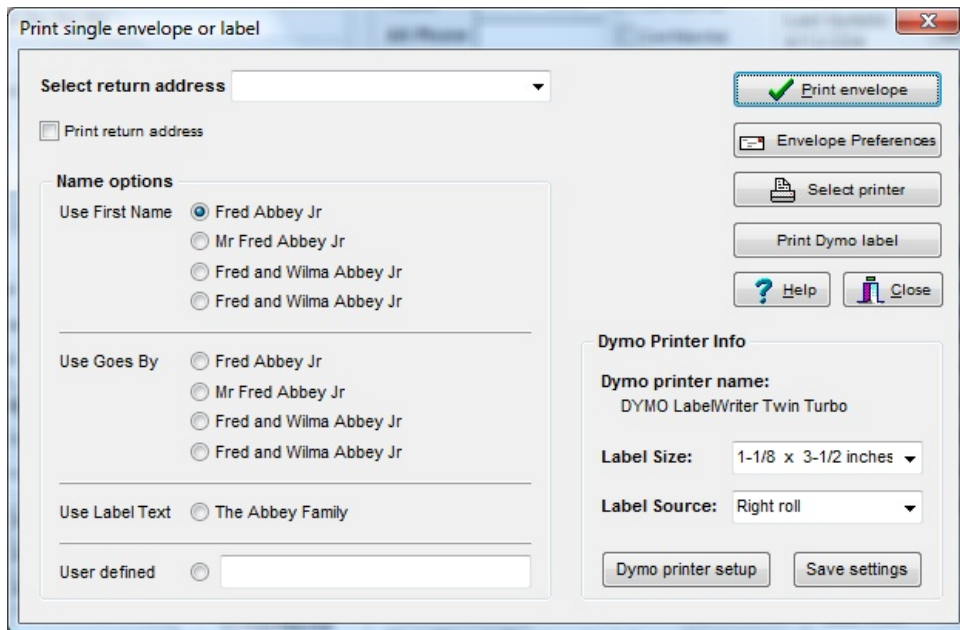 Print single envelope or label
Select return address
Print return address
Name options
Use First Name
Fred Abbey Jr
Mr Fred Abbey Jr
Fred and Wilma Abbey Jr
Fred and Wilma Abbey Jr
Use Goes By
Fred Abbey Jr
Mr Fred Abbey Jr
Fred and Wilma Abbey Jr
Fred and Wilma Abbey Jr
Use Label Text
The Abbey Family
User defined
Print envelope
Envelope Preferences
Select printer
Print Dymo label
Help
Close
Dymo Printer Info
Dymo printer name:
DYMO LabelWriter Twin Turbo
Label Size:
1-1/8 x 3-1/2 inches
Label Source:
Right roll
Dymo printer setup
Save settings